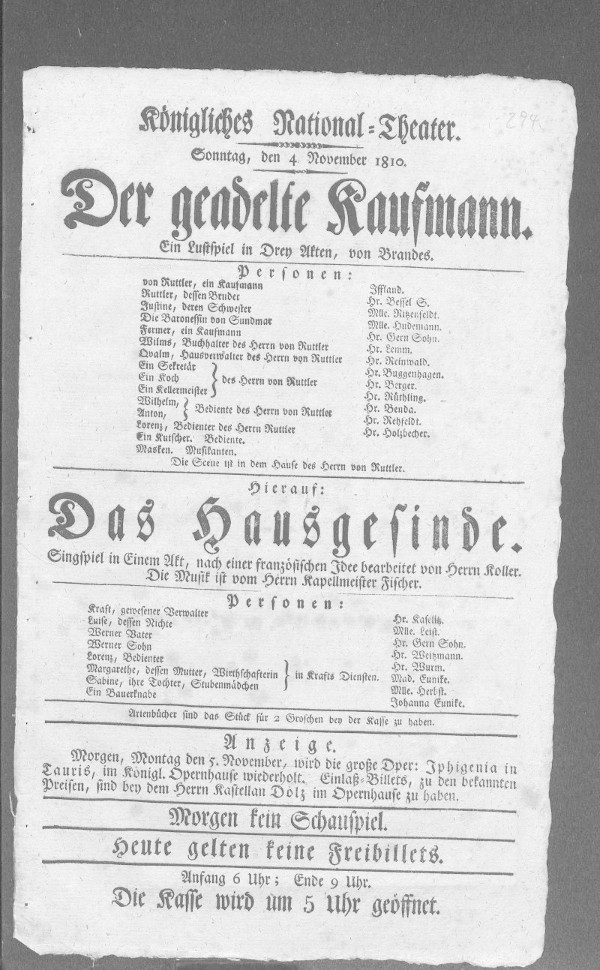 294
Königliches National-Theater.
Sonntag, den 4 November 1810.
Der geadelte Kaufmann.
Ein Lustspiel in Drey Akten, von Brandes.
Personen:
von Ruttler, ein Kaufmann Iffland.
Ruttler, dessen Bruder Hr. Bessel S.
Justine, deren Schwester Mlle. Ritzenfeldt.
Die Baronessin von Sundmar Mlle. Hudemann.
Fermer, ein Kaufmann Hr. Gern Sohn.
Wilms, Buchhalter des Herrn von Ruttler Hr. Lemm.
Qvalm, Hausverwalter des Herrn von Ruttler Hr. Reinwald.
Ein Sekretär Hr. Buggenhagen.
Ein Koch des Herrn von Ruttler Hr. Berger.
Ein Kellermeister Hr. Rüthling.
Wilhelm, Hr. Benda.
Anton, Bediente des Herrn von Ruttler Hr. Rehfeldt.
Lorenz, Bedienter des Herrn Ruttler Hr. Holzbecher.
Ein Kutscher. Bediente.
Masken. Musikanten.
Die Scene ist in dem Hause des Herrn von Ruttler.
Hierauf:
Das Hausgesinde.
Singspiel in Einem Akt, nach einer französischen Idee bearbeitet von Herrn Koller.
Die Musik ist vom Herrn Kapellmeister Fischer.
Personen:
Kraft, gewesener Verwalter Hr. Kaselitz.
Luise, dessen Nichte Mlle. Leist.
Werner Vater Hr. Gern Sohn.
Werner Sohn Hr. Weitzmann.
Lorenz, Bedienter Hr. Wurm.
Margarethe, dessen Mutter, Wirthschafterin in Krafts Diensten. Mad. Eunike.
Sabine, ihre Tochter, Stubenmädchen Mlle. Herbst.
Ein Bauerknabe Johanna Eunike.
Arienbücher sind das Stück für 2 Groschen bey der Kasse zu haben.
Anzeige.
Morgen, Montag den 5. November, wird die große Oper: Iphigenia in
Tauris, im Königl. Opernhause wiederholt. Einlaß-Billets, zu den bekannten
Preisen, sind bey dem Herrn Kastellan Dölz im Opernhause zu haben.
Morgen kein Schauspiel.
Heute gelten keine Freibillets.
Anfang 6 Uhr; Ende 9 Uhr.
Die Kasse wird um 5 Uhr geöffnet.